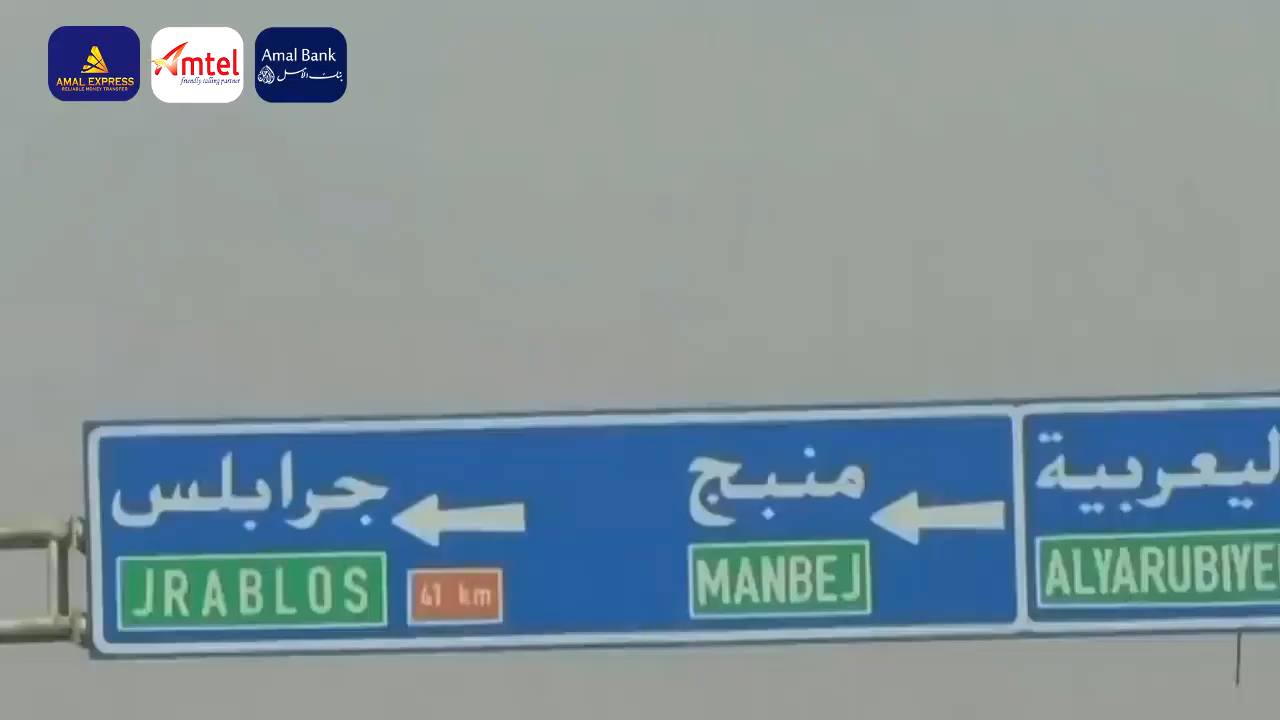 AMAL EXPRESS
RELIABLE MONEY TRANSFER
Amtel
friendly calling partner
Amal Bank
بنك الأمل
جرابلس
JRABLOS
41 km
منبج
MANBEJ
ليعربية
ALYARUBIYE